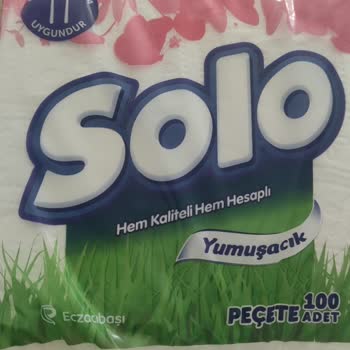 UYGUNDUR
Solo
Hem Kaliteli Hem Hesaplı
Yumuşacık
Eczacıbaşı
PEÇETE 100 ADET